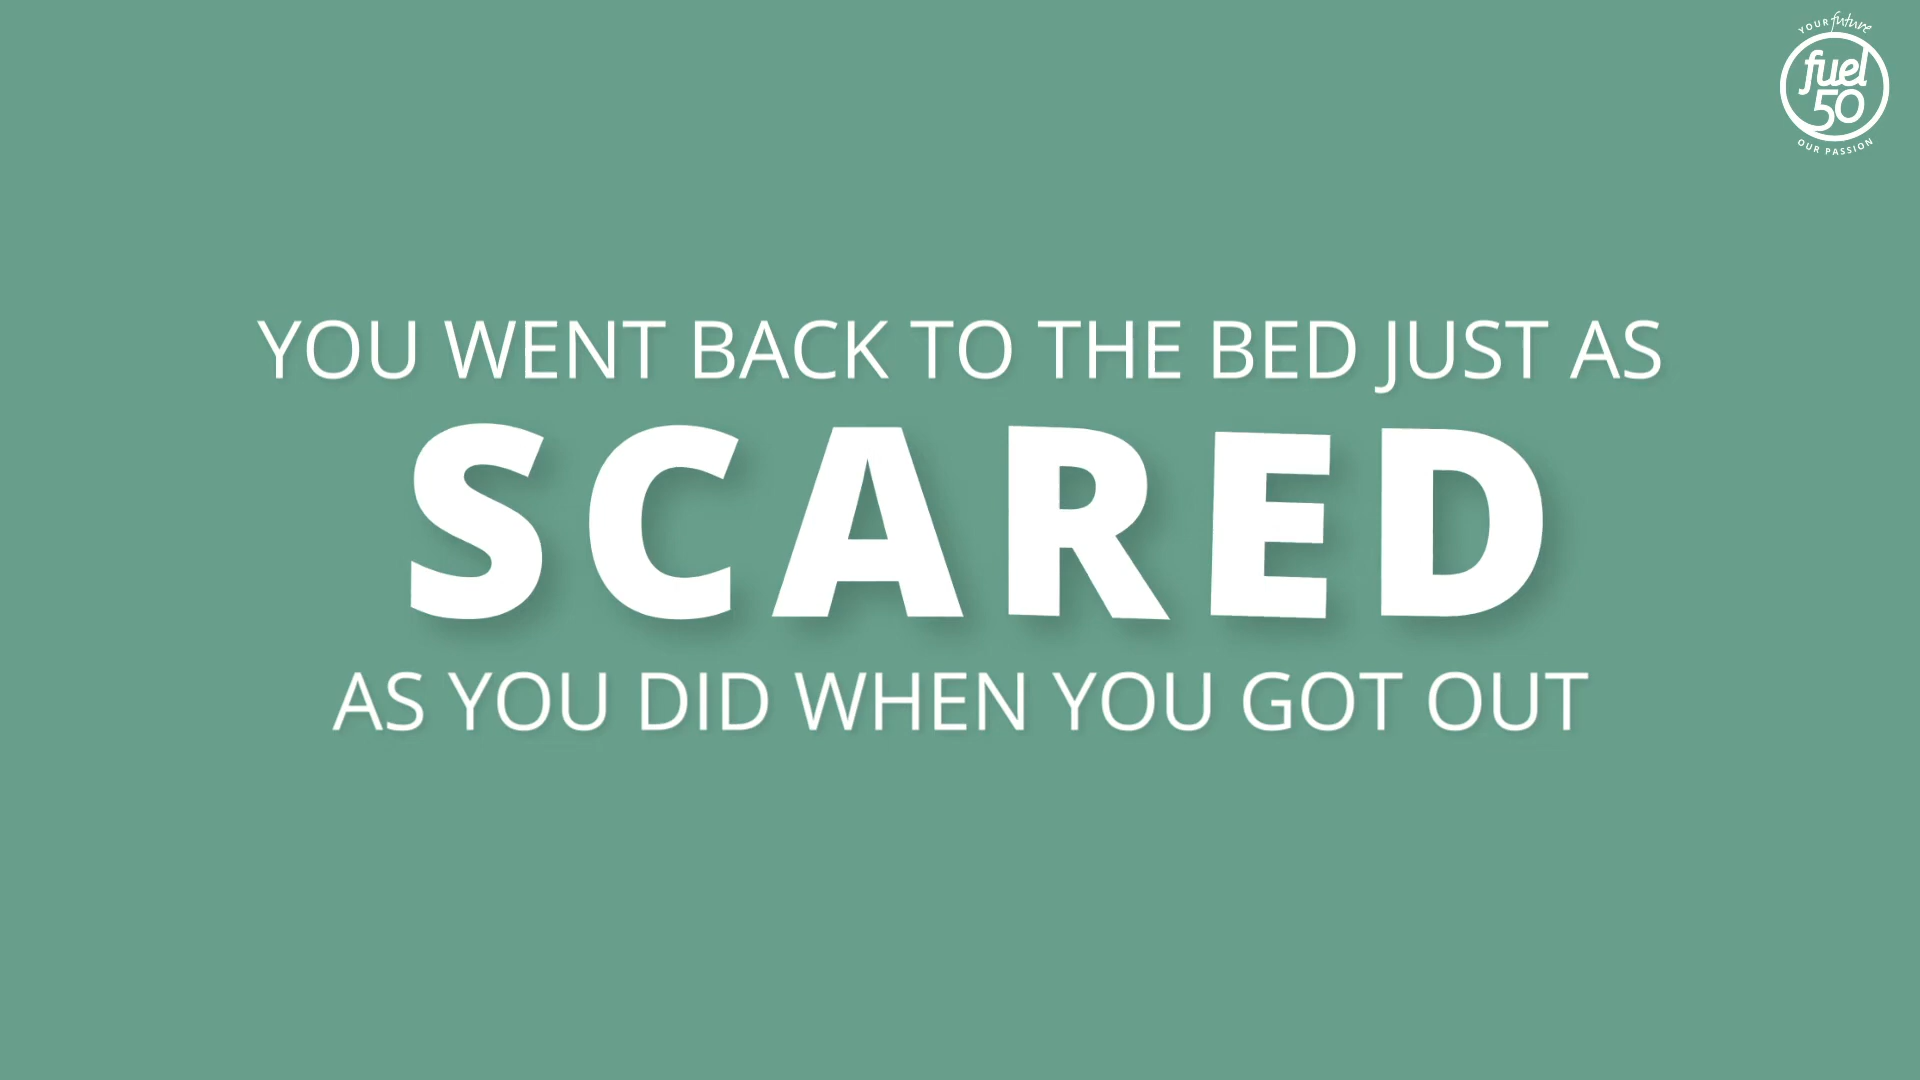 YOUR future
fuel
50
OUR PASSION
YOU WENT BACK TO THE BED JUST AS
SCARED
AS YOU DID WHEN YOU GOT OUT